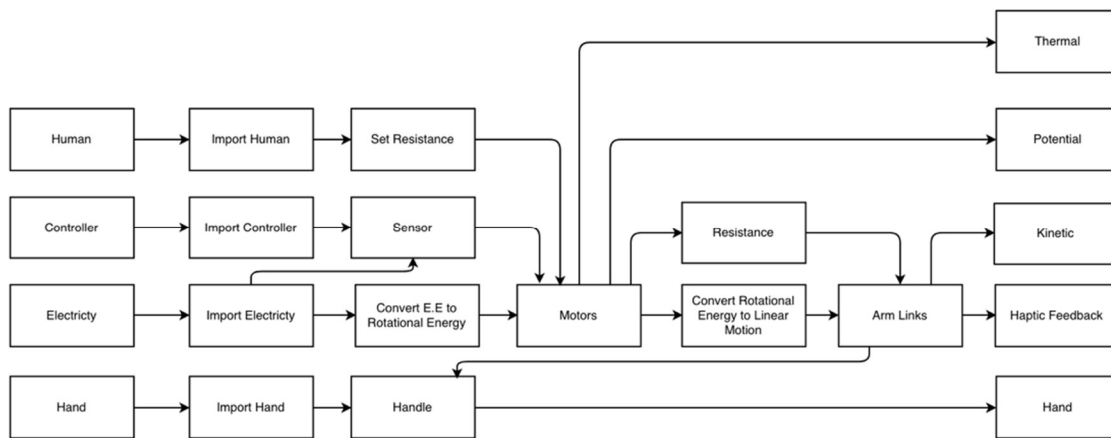 Thermal
Human
Import Human
Set Resistance
Potential
Controller
Import Controller
Sensor
Resistance
Kinetic
Electricty
Import Electricty
Convert E.E to
Rotational Energy
Motors
Convert Rotational
Energy to Linear
Motion
Arm Links
Haptic Feedback
Hand
Import Hand
Handle
Hand